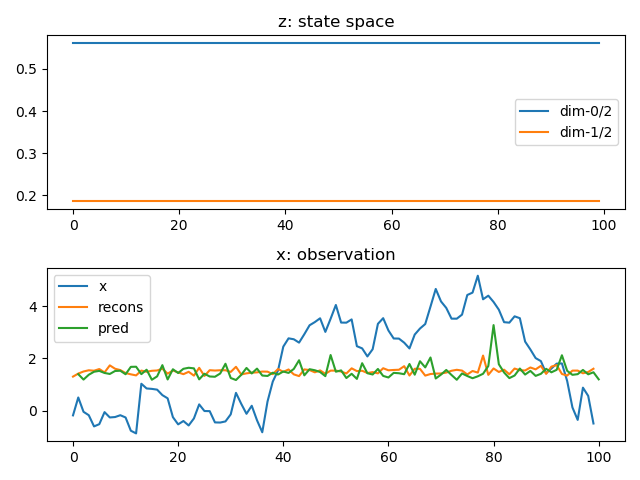 z: state space
0.5
0.4
0.3
0.2
dim-0/2
dim-1/2
0 20 40 60 80 100
x: observation
4
2
0
x
recons
pred
0 20 40 60 80 100